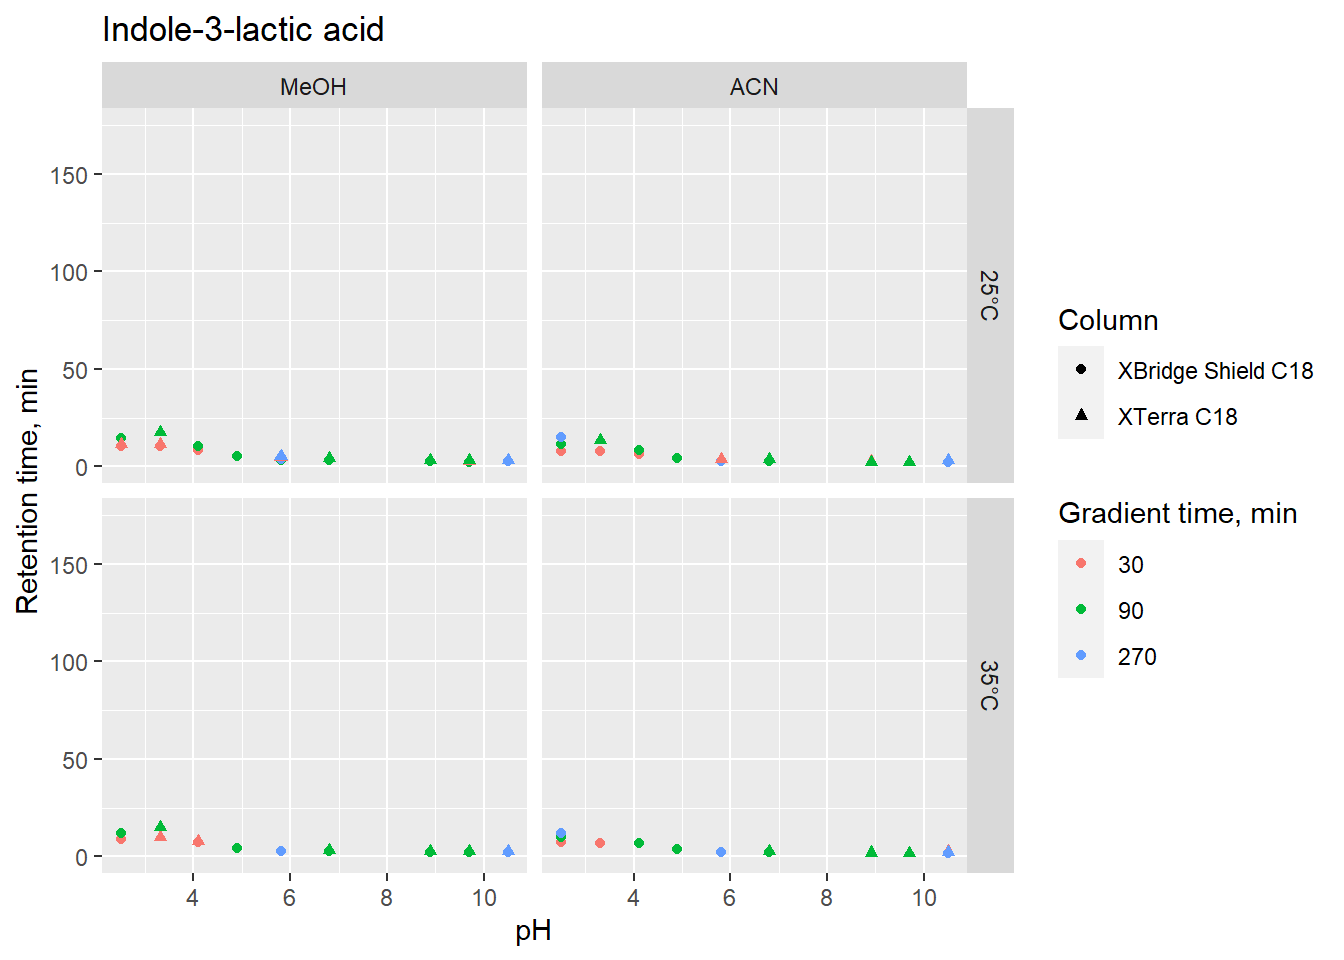 Indole-3-lactic acid
MeOH
ACN
150
100
50
0
25°C
150
100
50
0
35°C
4
6
8
10
4
6
8
10
pH
Retention time, min
Column
XBridge Shield C18
XTerra C18
Gradient time, min
30
90
270